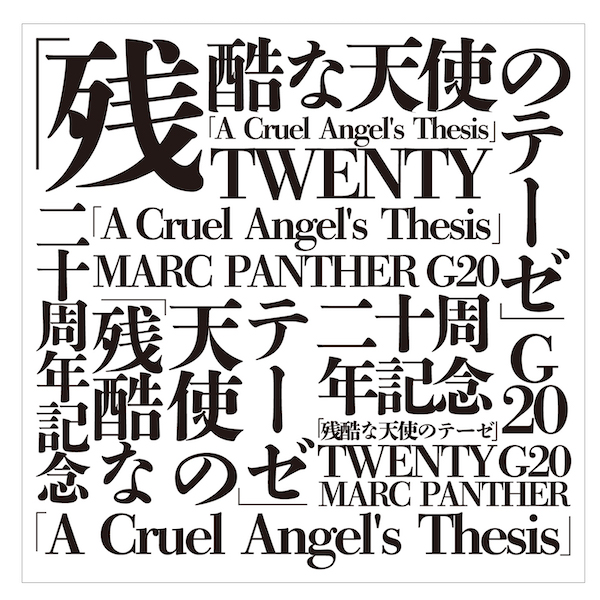 「残酷な天使のテーゼ」
「A Cruel Angel's Thesis」
TWENTY
「A Cruel Angel's Thesis」
MARC PANTHER G20
二十周年記念
「残酷な
天使の
テーゼ」
二十周
年記念
G
20
「残酷な天使のテーゼ」
TWENTY G20
MARC PANTHER
「A Cruel Angel's Thesis」